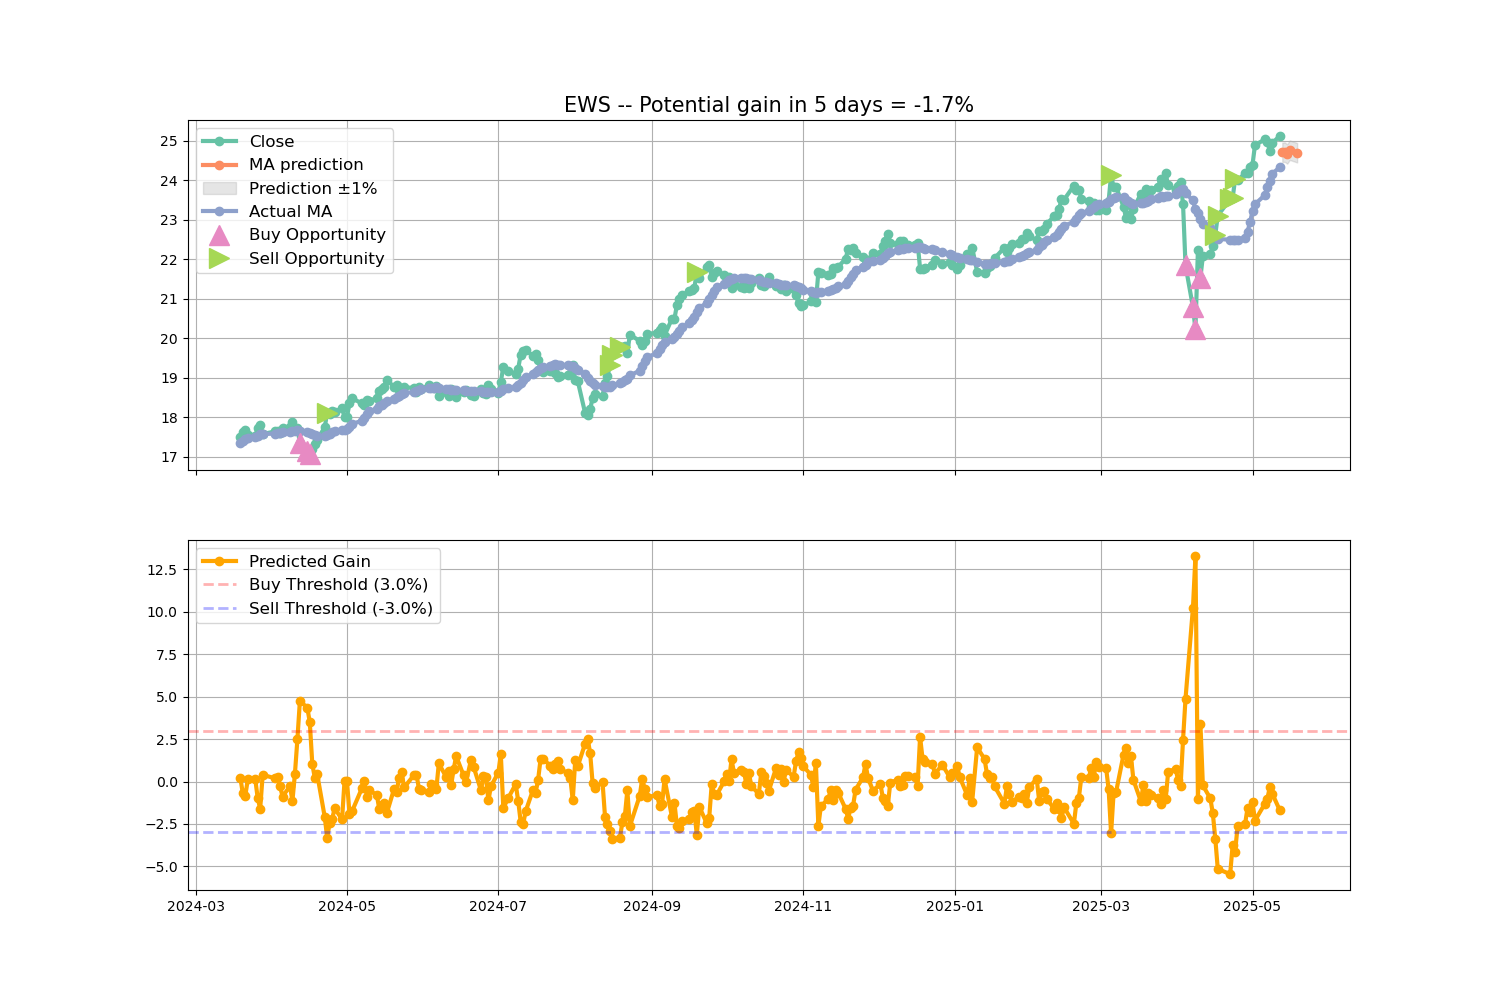 EWS -- Potential gain in 5 days = -1.7%
Close
MA prediction
Prediction ±1%
Actual MA
Buy Opportunity
Sell Opportunity
25
24
23
22
21
20
19
18
17
Predicted Gain
Buy Threshold (3.0%)
Sell Threshold (-3.0%)
12.5
10.0
7.5
5.0
2.5
0.0
−2.5
−5.0
2024-03 2024-05 2024-07 2024-09 2024-11 2025-01 2025-03 2025-05